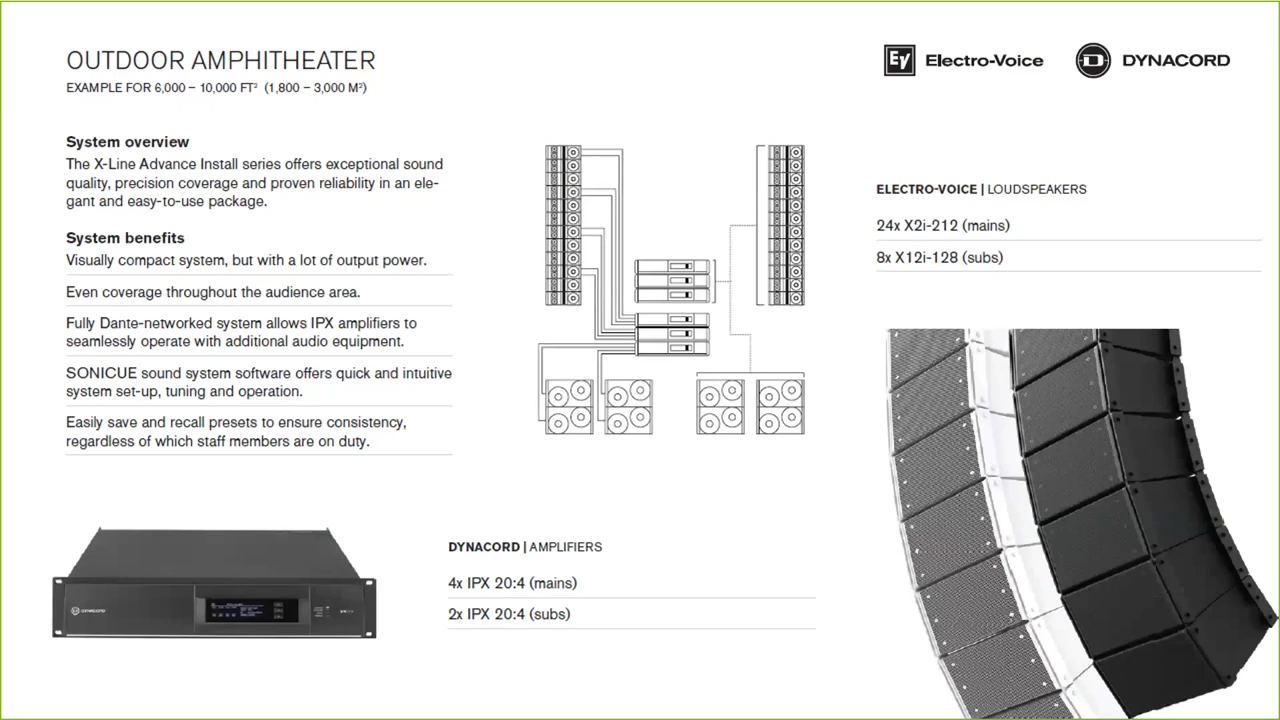 OUTDOOR AMPHITHEATER
EXAMPLE FOR 6,000 – 10,000 FT² (1,800 – 3,000 M²)
Electro-Voice
DYNACORD
System overview
The X-Line Advance Install series offers exceptional sound
quality, precision coverage and proven reliability in an ele-
gant and easy-to-use package.
System benefits
Visually compact system, but with a lot of output power.
Even coverage throughout the audience area.
Fully Dante-networked system allows IPX amplifiers to
seamlessly operate with additional audio equipment.
SONICUE sound system software offers quick and intuitive
system set-up, tuning and operation.
Easily save and recall presets to ensure consistency,
regardless of which staff members are on duty.
ELECTRO-VOICE | LOUDSPEAKERS
24x X2i-212 (mains)
8x X12i-128 (subs)
DYNACORD
DYNACORD | AMPLIFIERS
4x IPX 20:4 (mains)
2x IPX 20:4 (subs)